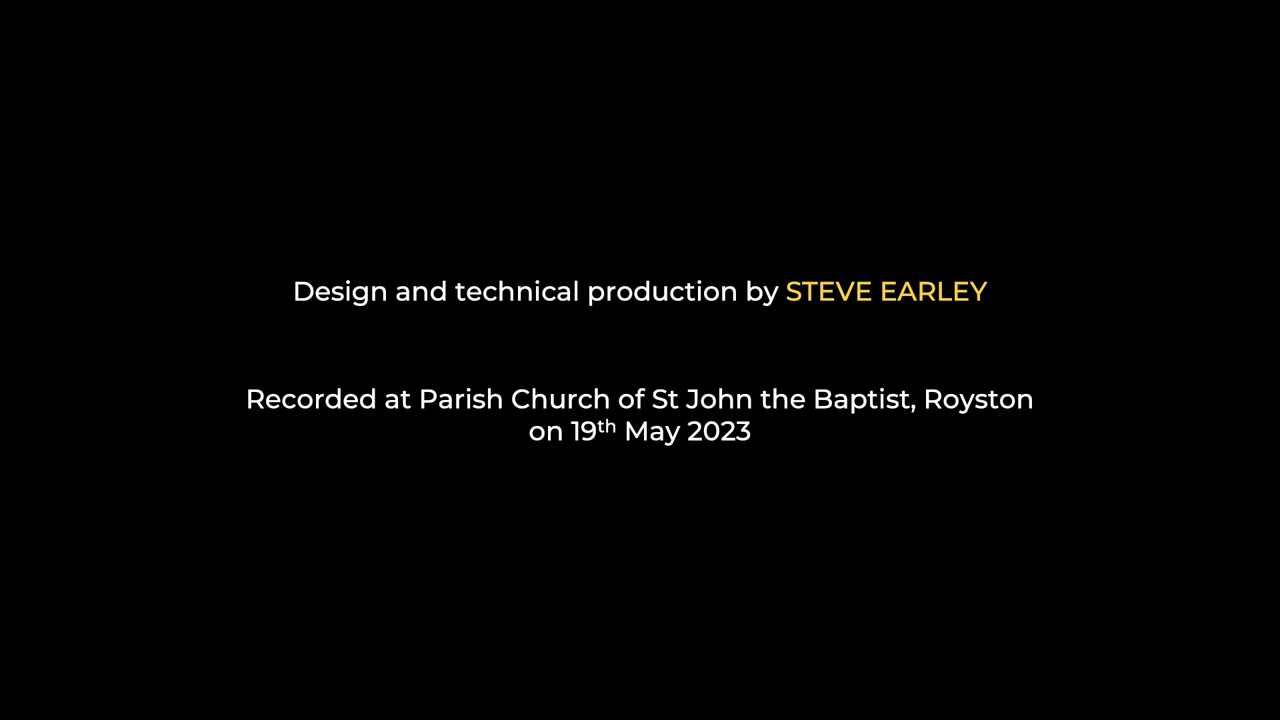 Design and technical production by STEVE EARLEY
Recorded at Parish Church of St John the Baptist, Royston
on 19th May 2023